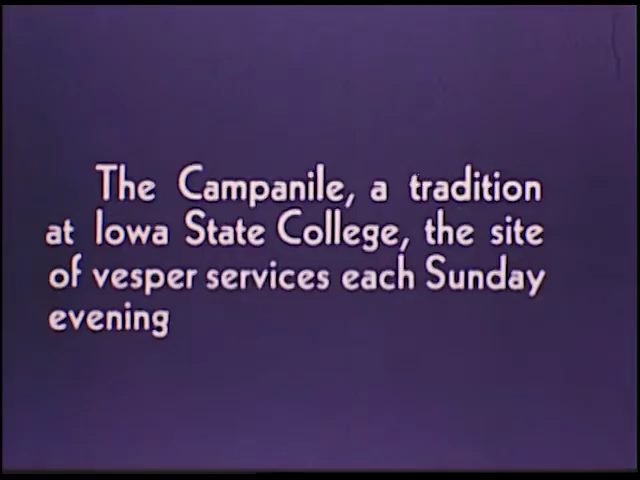 The Campanile, a tradition
at Iowa State College, the site
of vesper services each Sunday
evening